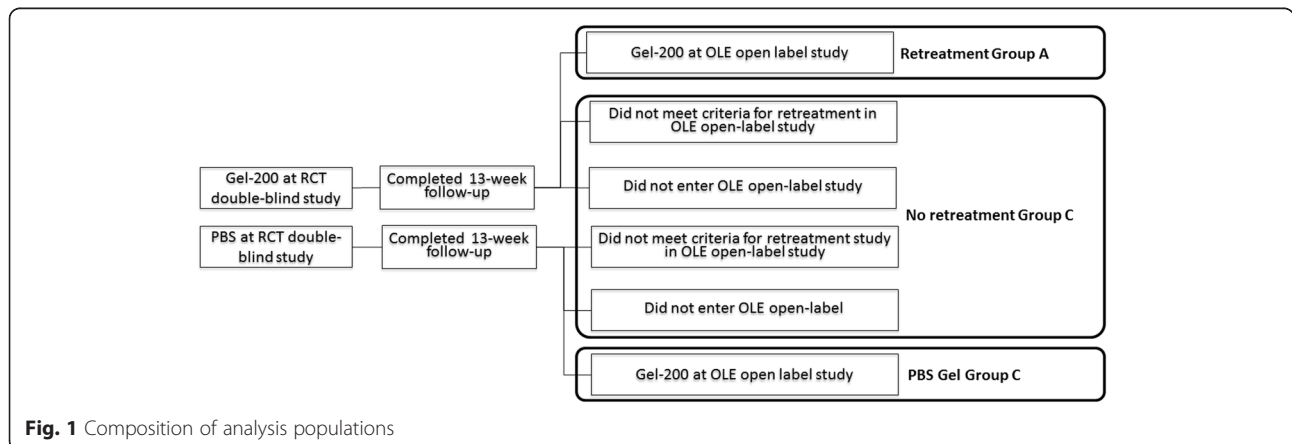 Gel-200 at RCT
double-blind study
PBS at RCT double-
blind study
Completed 13-week
follow-up
Completed 13-week
follow-up
Gel-200 at OLE open label study
Retreatment Group A
Did not meet criteria for retreatment in
OLE open-label study
Did not enter OLE open-label study
Did not meet criteria for retreatment study
in OLE open-label study
Did not enter OLE open-label
No retreatment Group C
Gel-200 at OLE open label study
PBS Gel Group C
Fig. 1 Composition of analysis populations